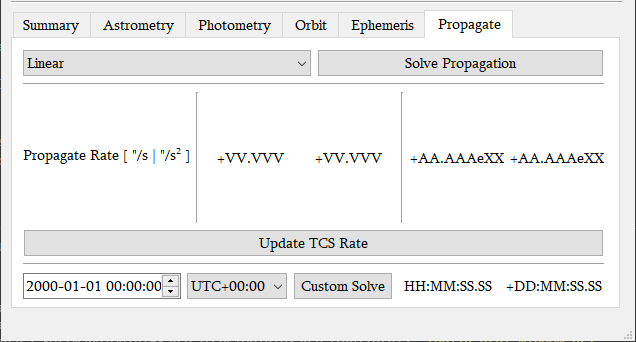 Summary Astrometry Photometry Orbit Ephemeris Propagate
Linear Solve Propagation
Propagate Rate [ "/s | "/s² ] +VV.VVV +VV.VVV +AA.AAAeXX +AA.AAAeXX
Update TCS Rate
2000-01-01 00:00:00 UTC+00:00 Custom Solve HH:MM:SS.SS +DD:MM:SS.SS